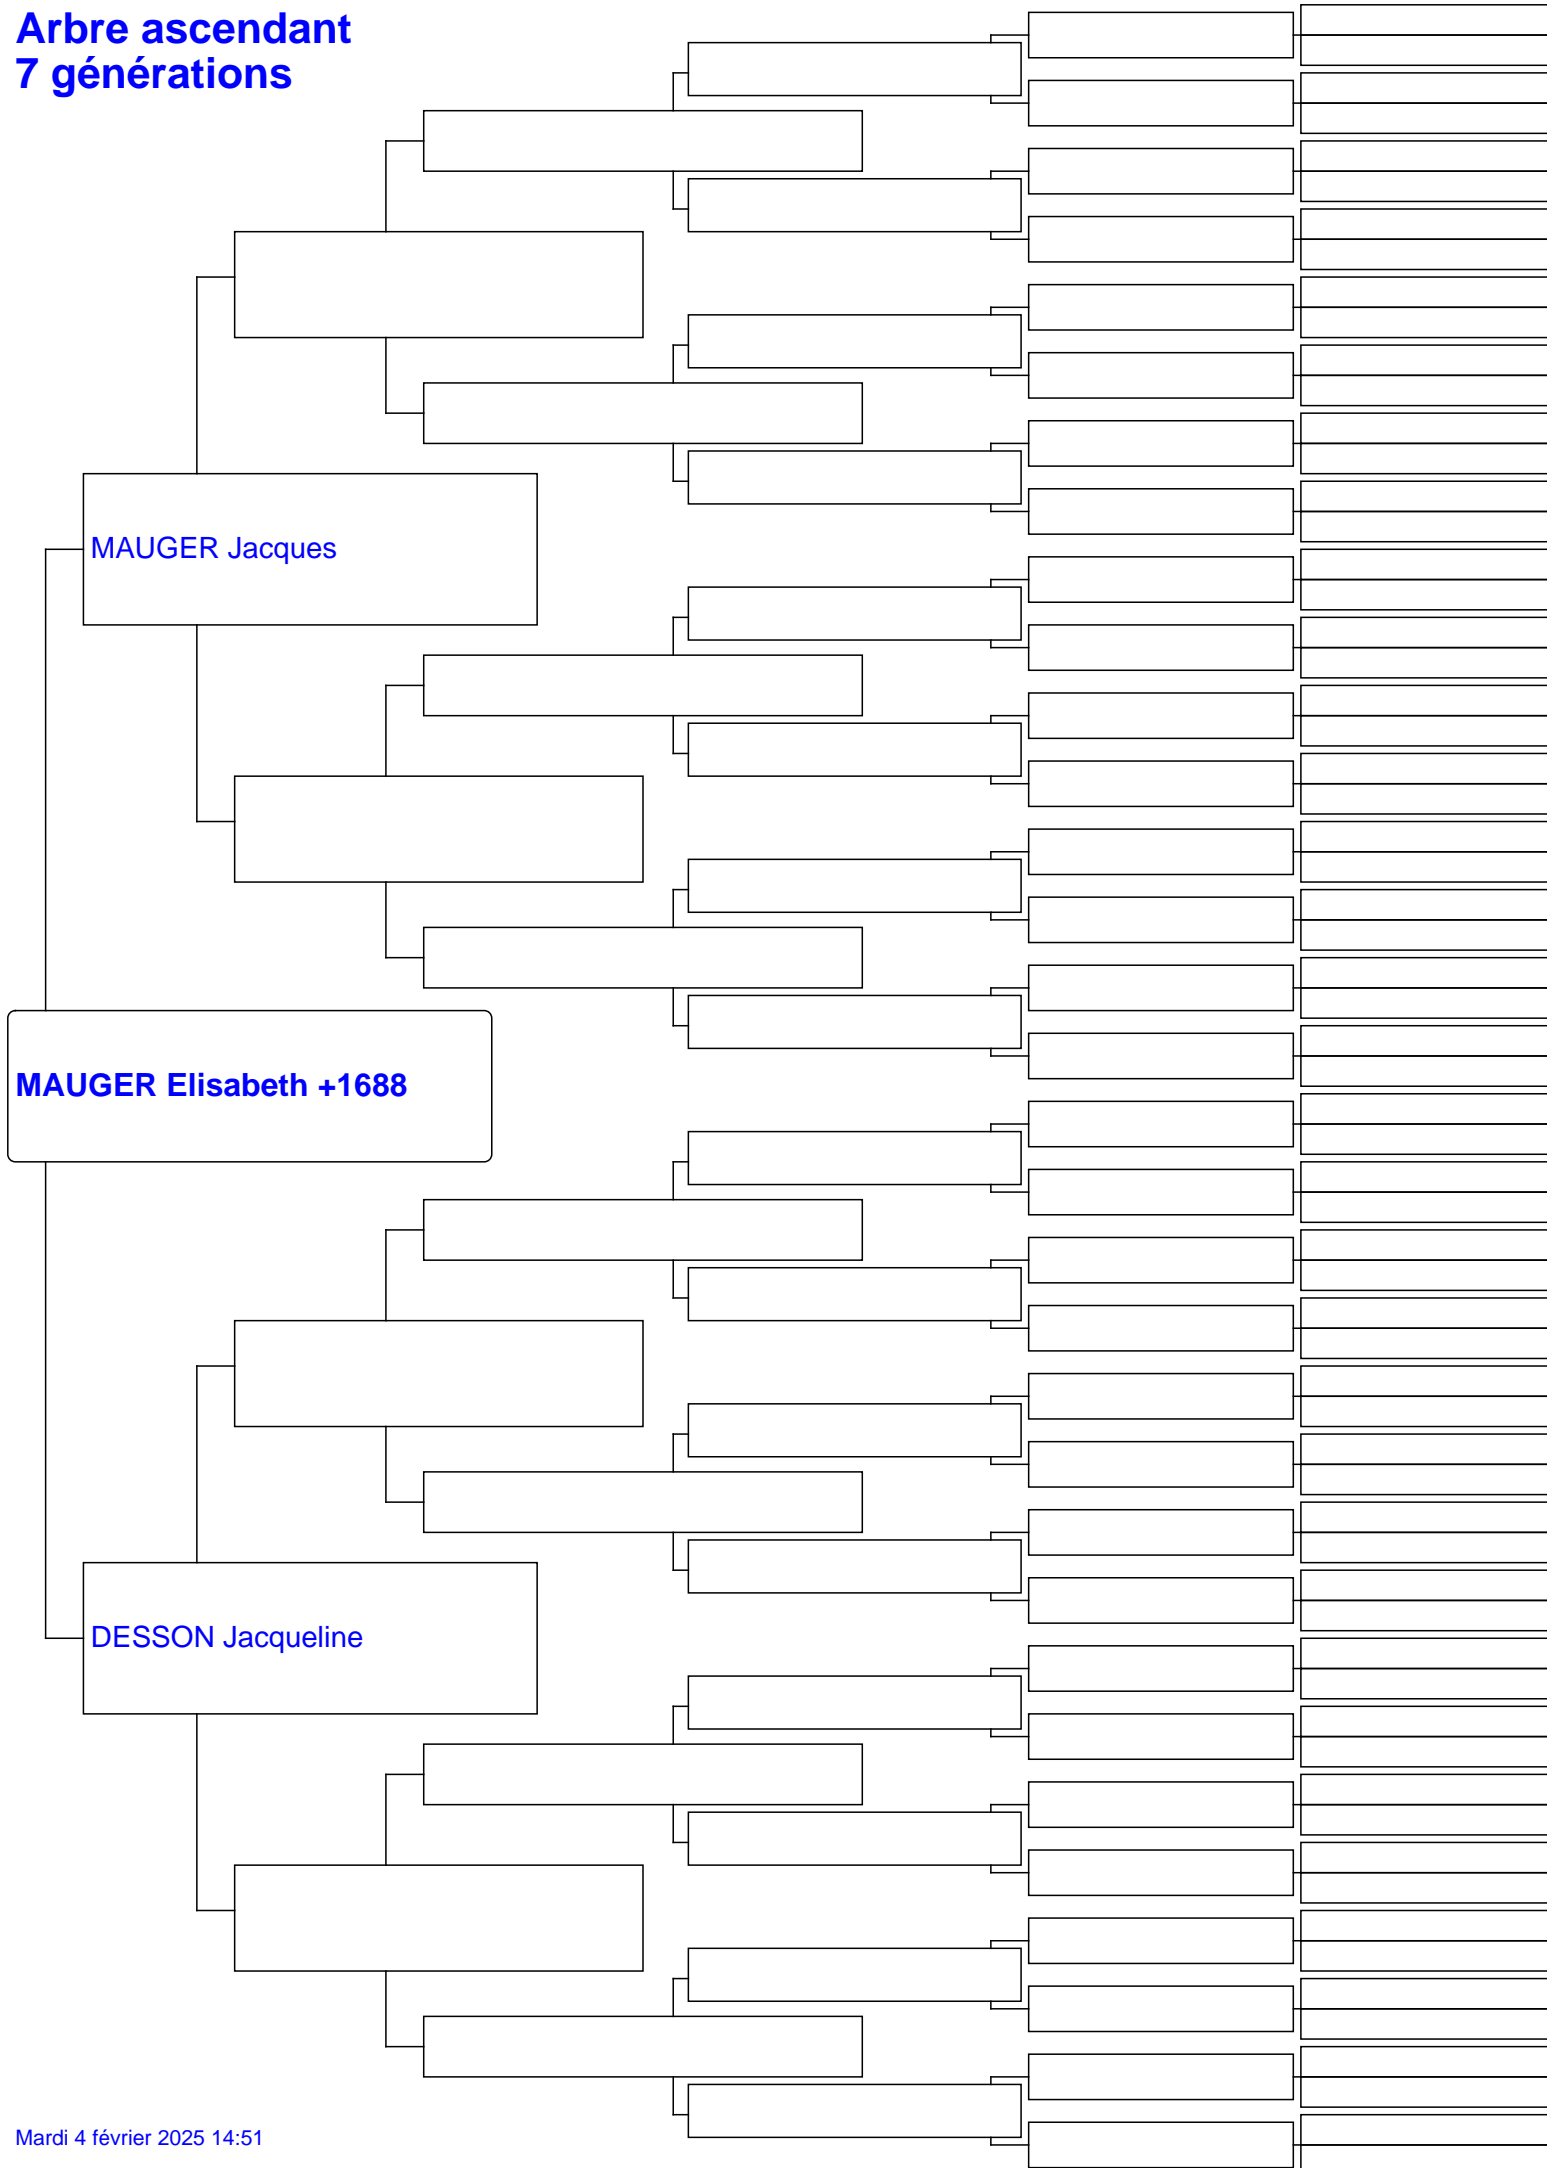 Arbre ascendant
7 générations
MAUGER Jacques
MAUGER Elisabeth +1688
DESSON Jacqueline
Mardi 4 février 2025 14:51